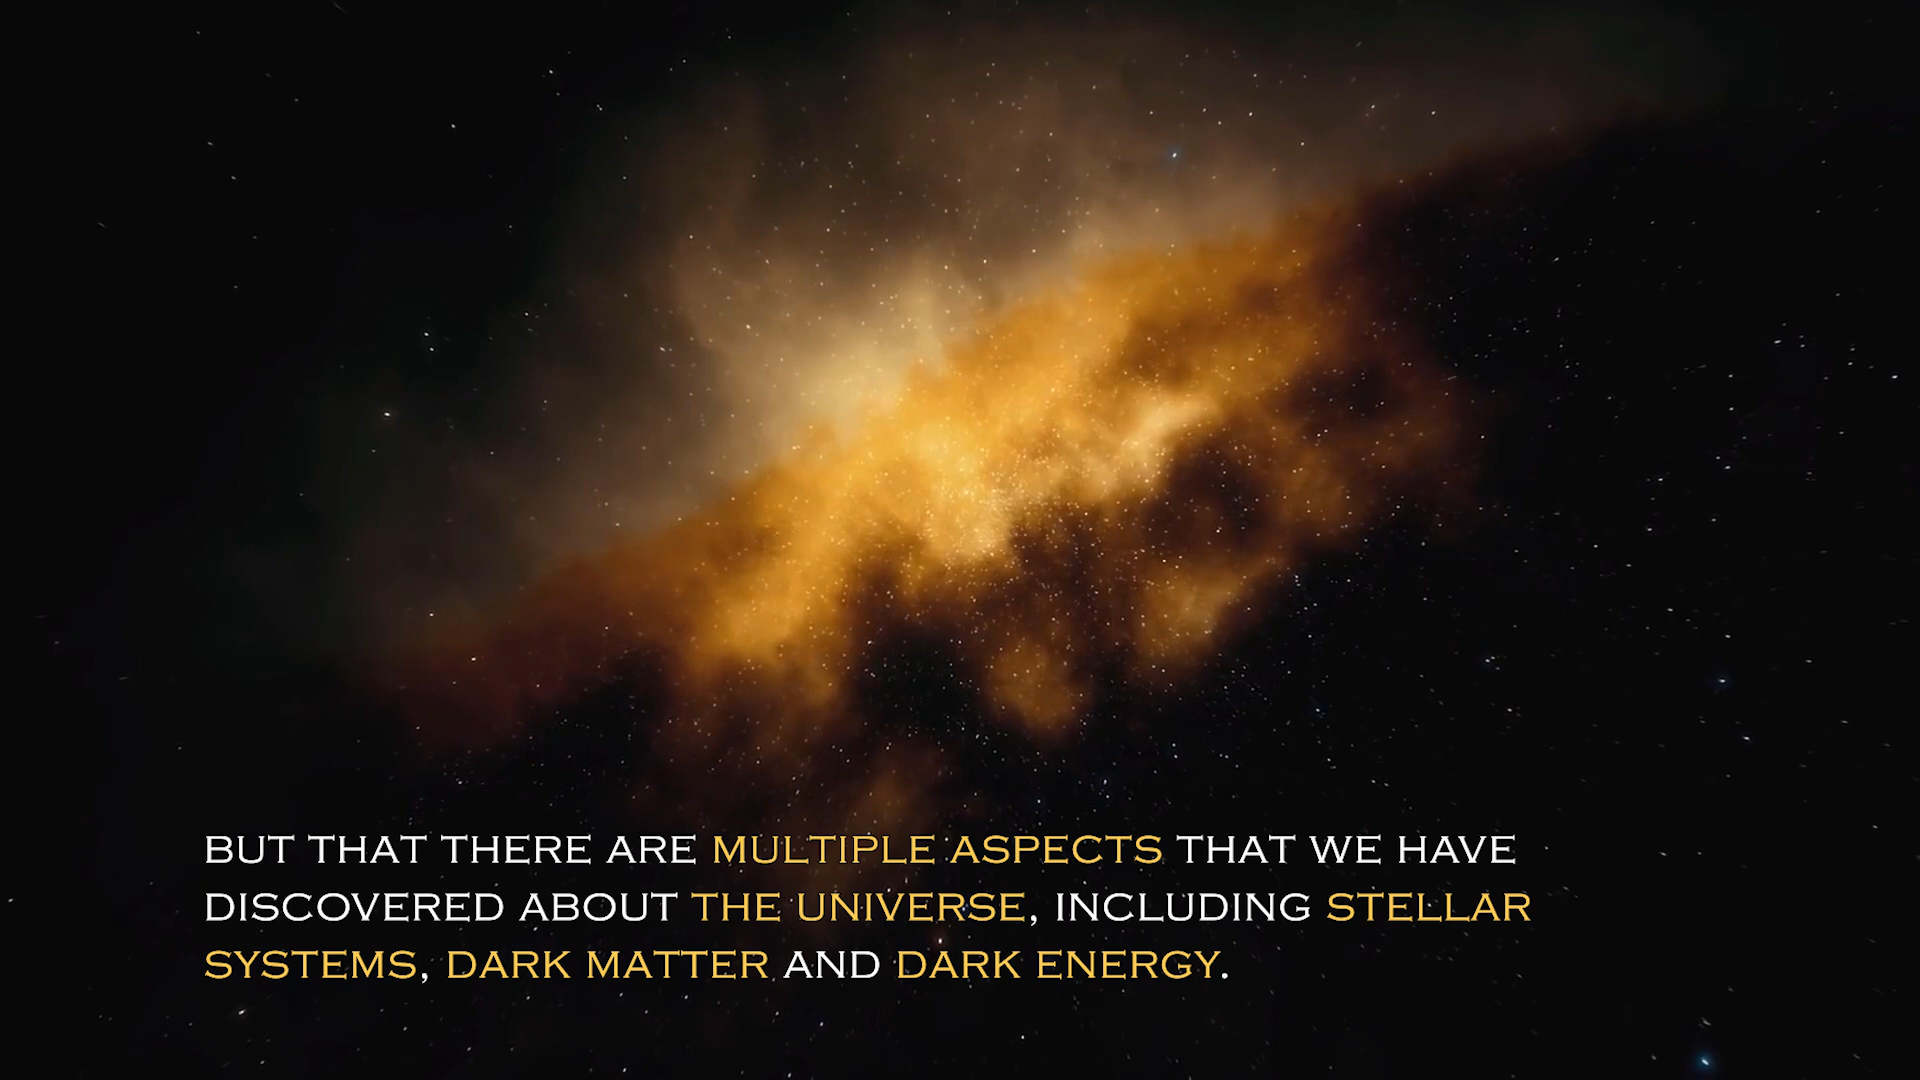 BUT THAT THERE ARE MULTIPLE ASPECTS THAT WE HAVE
DISCOVERED ABOUT THE UNIVERSE, INCLUDING STELLAR
SYSTEMS, DARK MATTER AND DARK ENERGY.